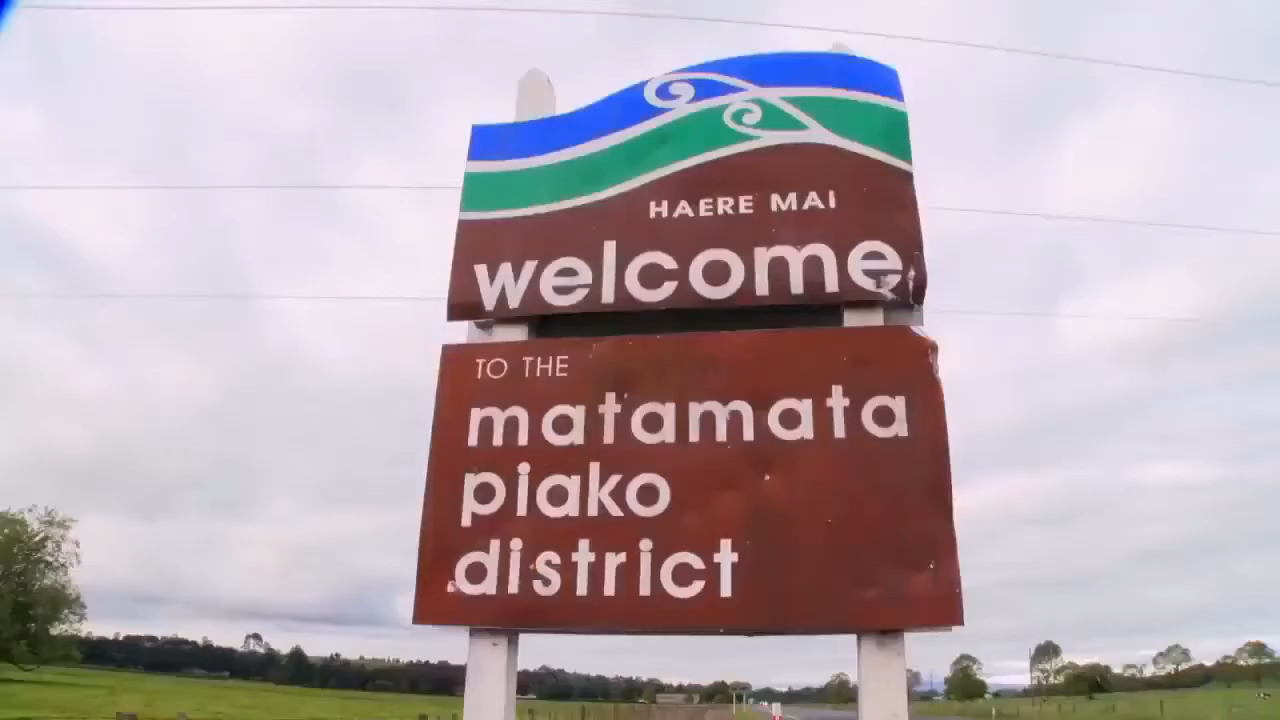 HAERE MAI
welcome
TO THE
matamata
piako
district